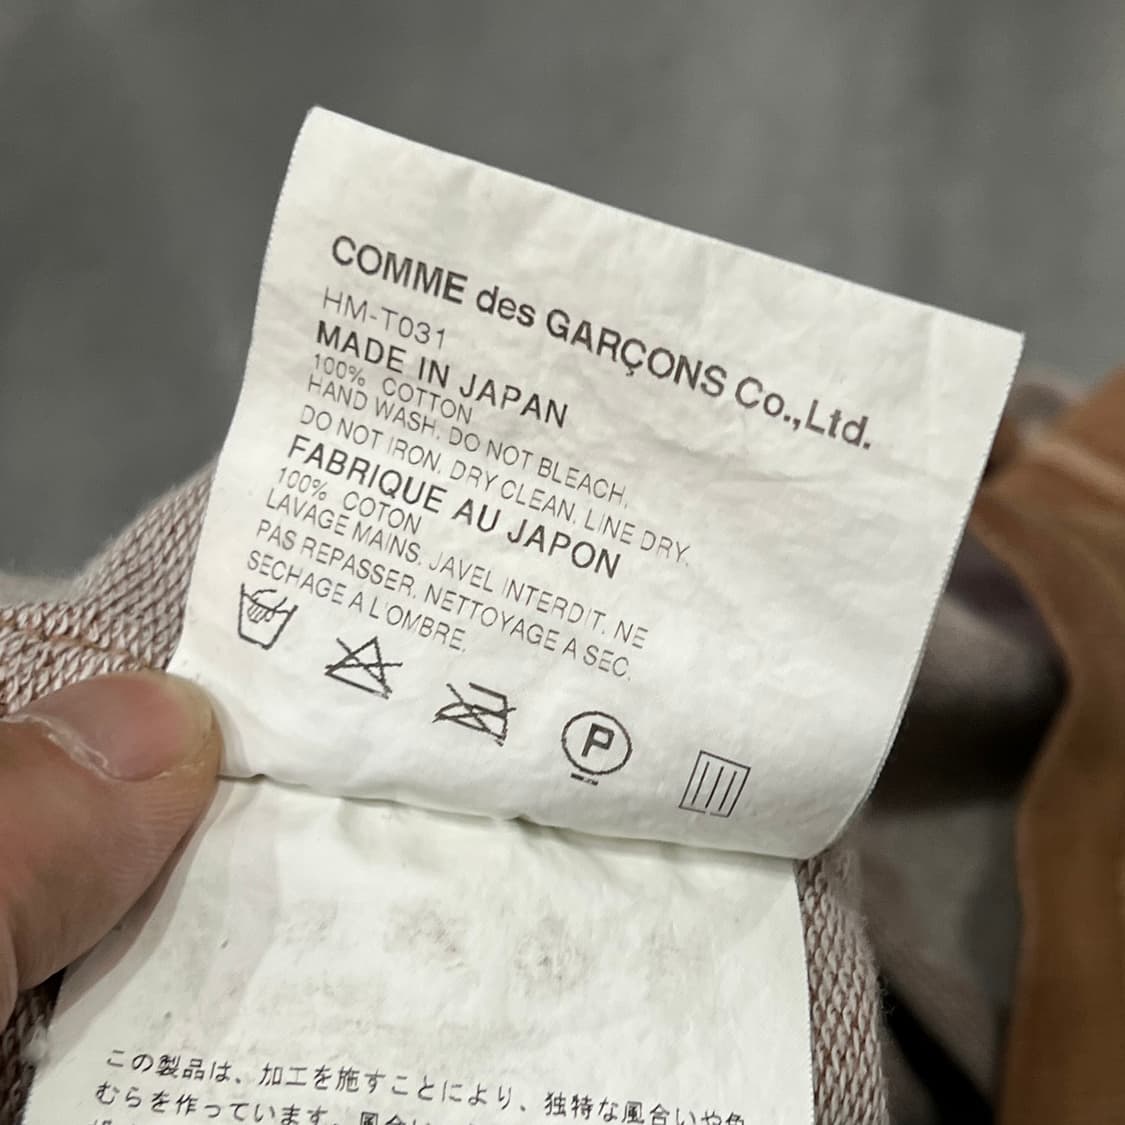 COMME des GARÇONS Co.,Ltd.
HM-T031
MADE IN JAPAN
100% COTTON
HAND WASH, DO NOT BLEACH,
DO NOT IRON, DRY CLEAN, LINE DRY.
FABRIQUE AU JAPON
100% COTON
LAVAGE MAINS, JAVEL INTERDIT, NE
PAS REPASSER, NETTOYAGE A SEC,
SECHAGE A L'OMBRE.
P
この製品は、加工を施すことにより、独特な風合いや色
むらを作っています。風合い